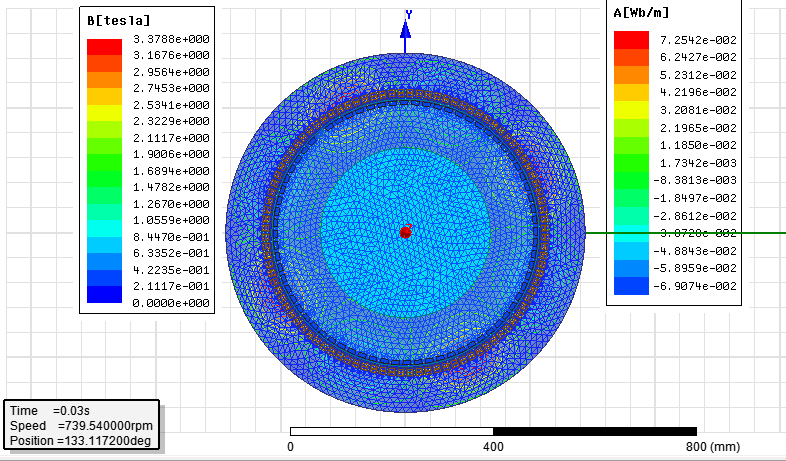 B[tesla]
3.3788e+000
3.1676e+000
2.9564e+000
2.7453e+000
2.5341e+000
2.3229e+000
2.1117e+000
1.9006e+000
1.6894e+000
1.4782e+000
1.2670e+000
1.0559e+000
8.4470e-001
6.3352e-001
4.2235e-001
2.1117e-001
0.0000e+000
Y
A[Wb/m]
7.2542e-002
6.2427e-002
5.2312e-002
4.2196e-002
3.2081e-002
2.1965e-002
1.1850e-002
1.7342e-003
-8.3813e-003
-1.8497e-002
-2.8612e-002
-3.8728e-002
-4.8843e-002
-5.8959e-002
-6.9074e-002
Time =0.03s
Speed =739.540000rpm
Position =133.117200deg
0 400 800 (mm)